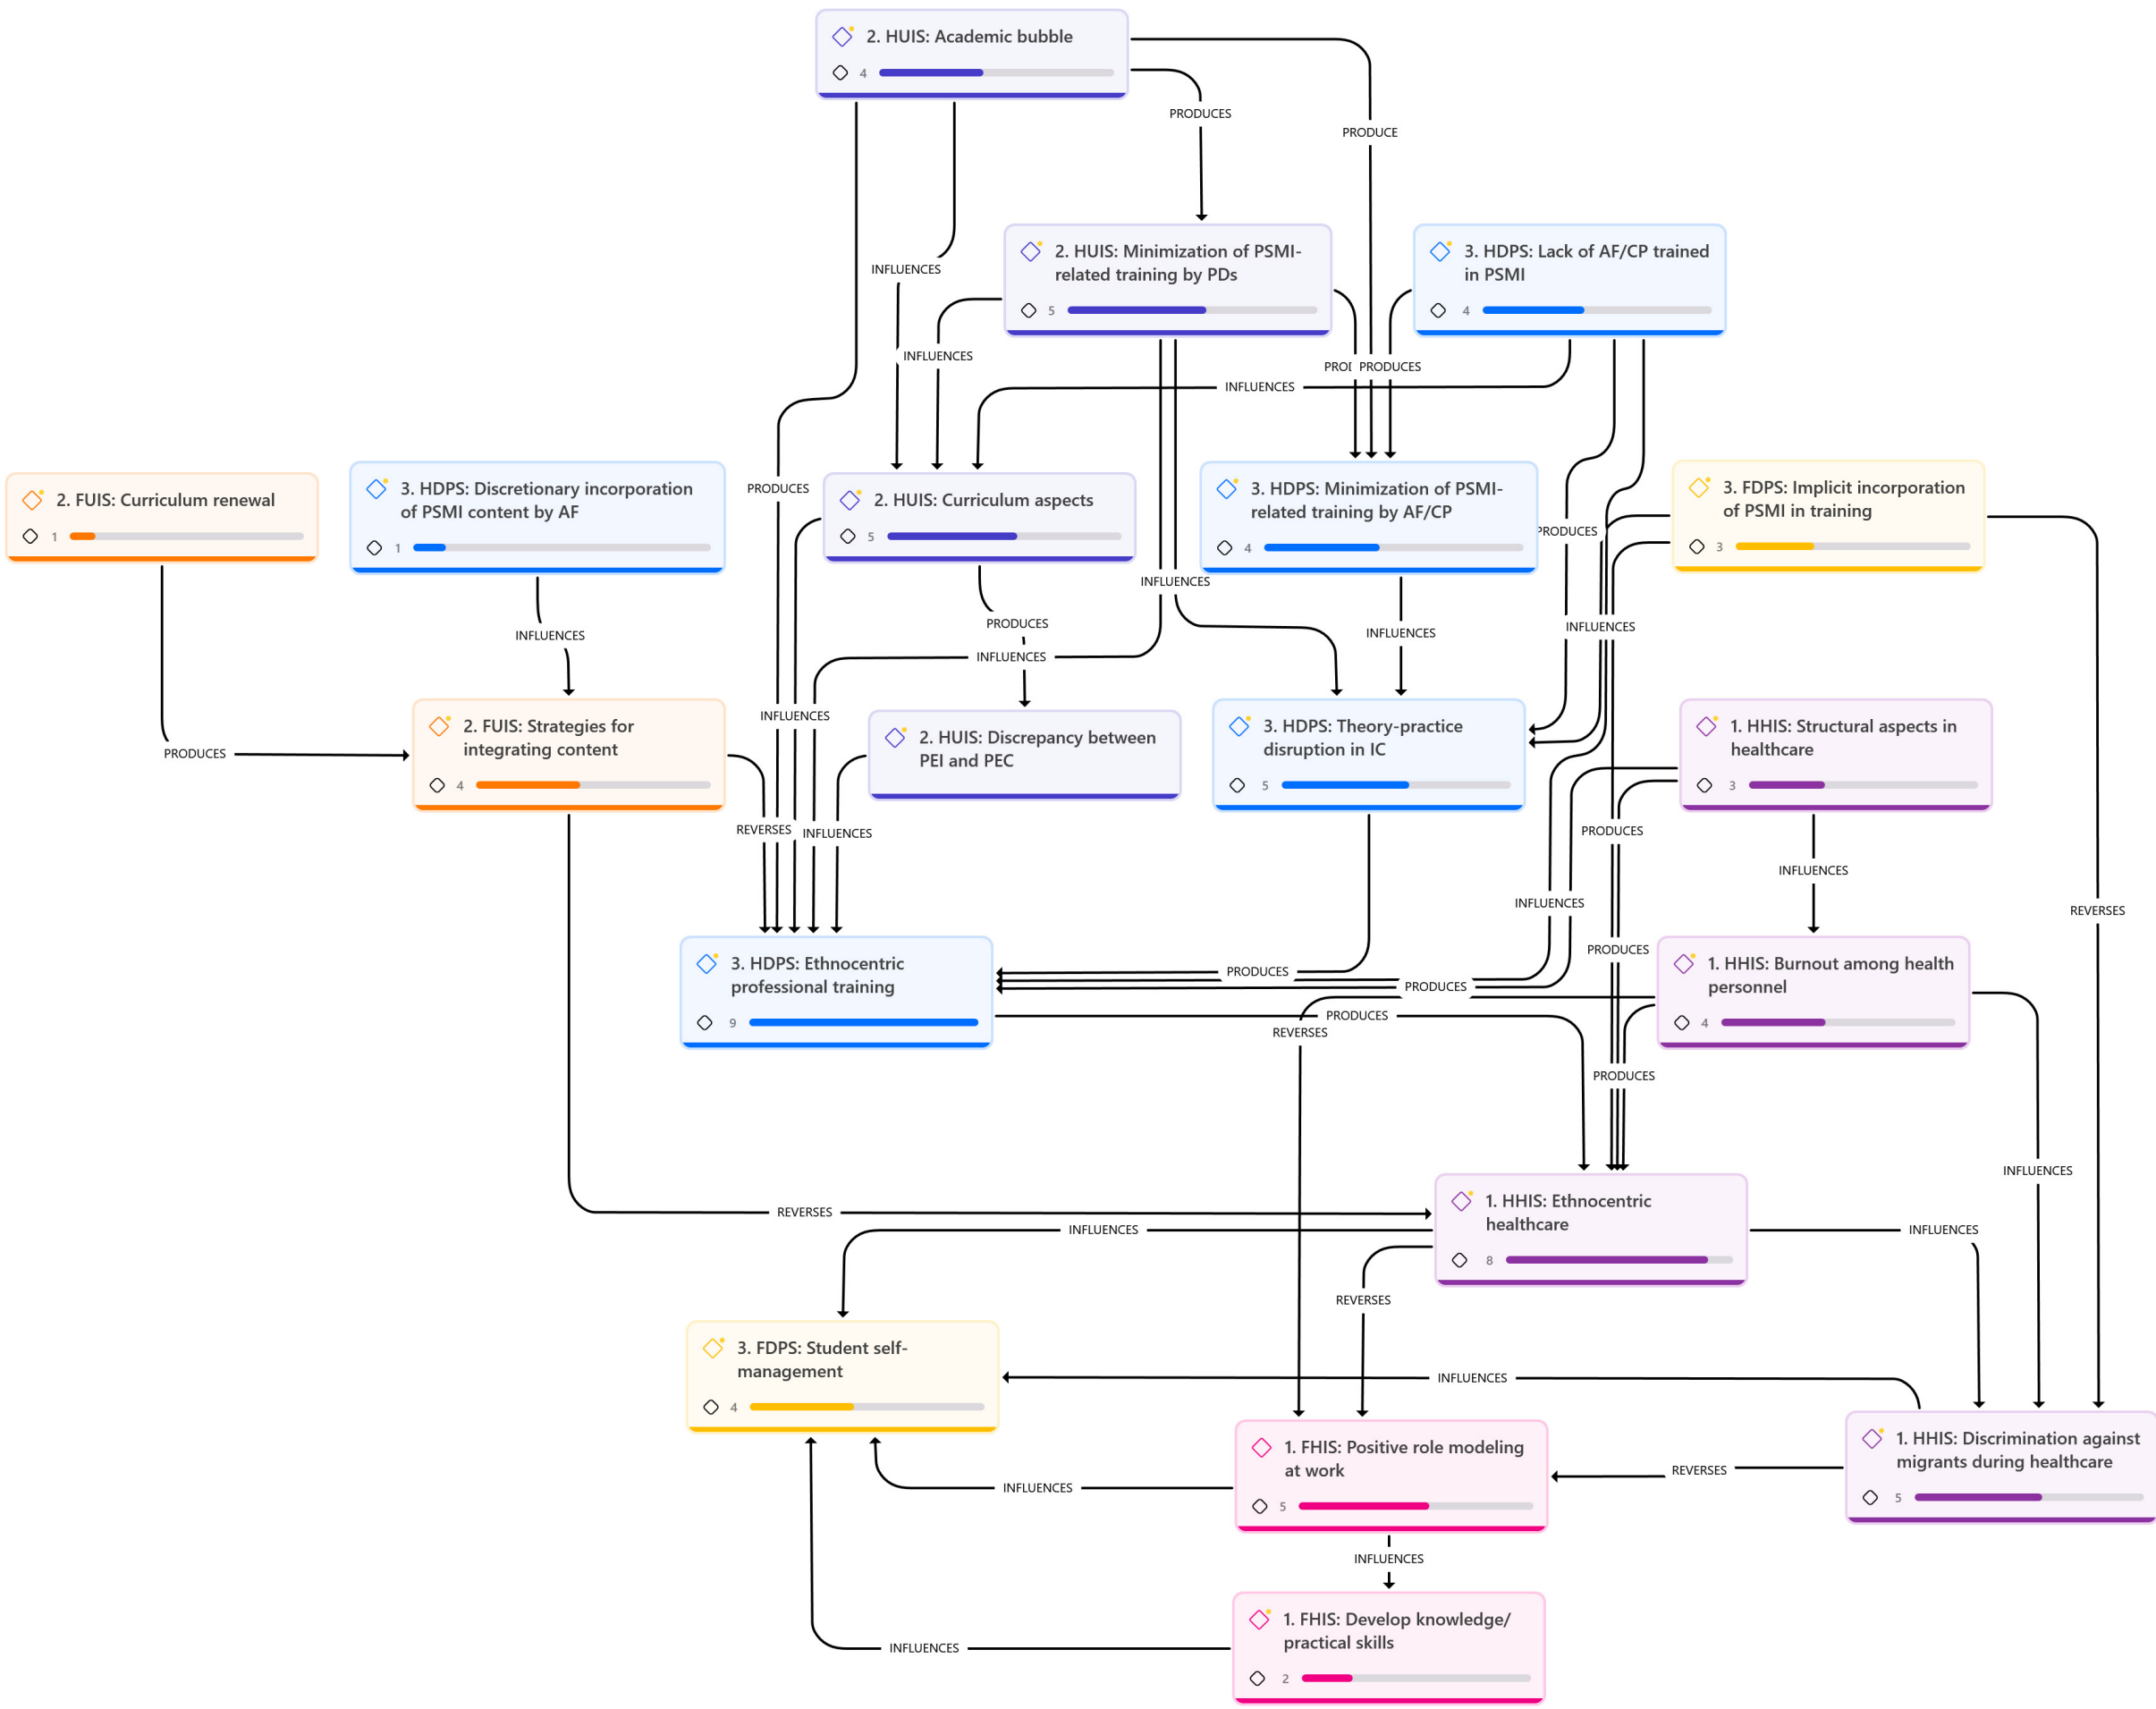 2. HUIS: Academic bubble
4
PRODUCES
PRODUCE
2. HUIS: Minimization of PSMI-
related training by PDs
5
3. HDPS: Lack of AF/CP trained
in PSMI
4
INFLUENCES
INFLUENCES
PRODUCES
INFLUENCES
2. FUIS: Curriculum renewal
1
3. HDPS: Discretionary incorporation
of PSMI content by AF
1
PRODUCES
2. HUIS: Curriculum aspects
5
3. HDPS: Minimization of PSMI-
related training by AF/CP
4
PRODUCES
3. FDPS: Implicit incorporation
of PSMI in training
3
INFLUENCES
INFLUENCES
PRODUCES
INFLUENCES
INFLUENCES
INFLUENCES
PRODUCES
2. FUIS: Strategies for
integrating content
4
INFLUENCES
2. HUIS: Discrepancy between
PEI and PEC
3. HDPS: Theory-practice
disruption in IC
5
1. HHIS: Structural aspects in
healthcare
3
REVERSES
INFLUENCES
PRODUCES
INFLUENCES
INFLUENCES
REVERSES
3. HDPS: Ethnocentric
professional training
9
PRODUCES
PRODUCES
PRODUCES
PRODUCES
REVERSES
1. HHIS: Burnout among health
personnel
4
PRODUCES
INFLUENCES
REVERSES
INFLUENCES
1. HHIS: Ethnocentric
healthcare
8
INFLUENCES
REVERSES
3. FDPS: Student self-
management
4
INFLUENCES
1. FHIS: Positive role modeling
at work
5
REVERSES
1. HHIS: Discrimination against
migrants during healthcare
5
INFLUENCES
INFLUENCES
1. FHIS: Develop knowledge/
practical skills
2
INFLUENCES